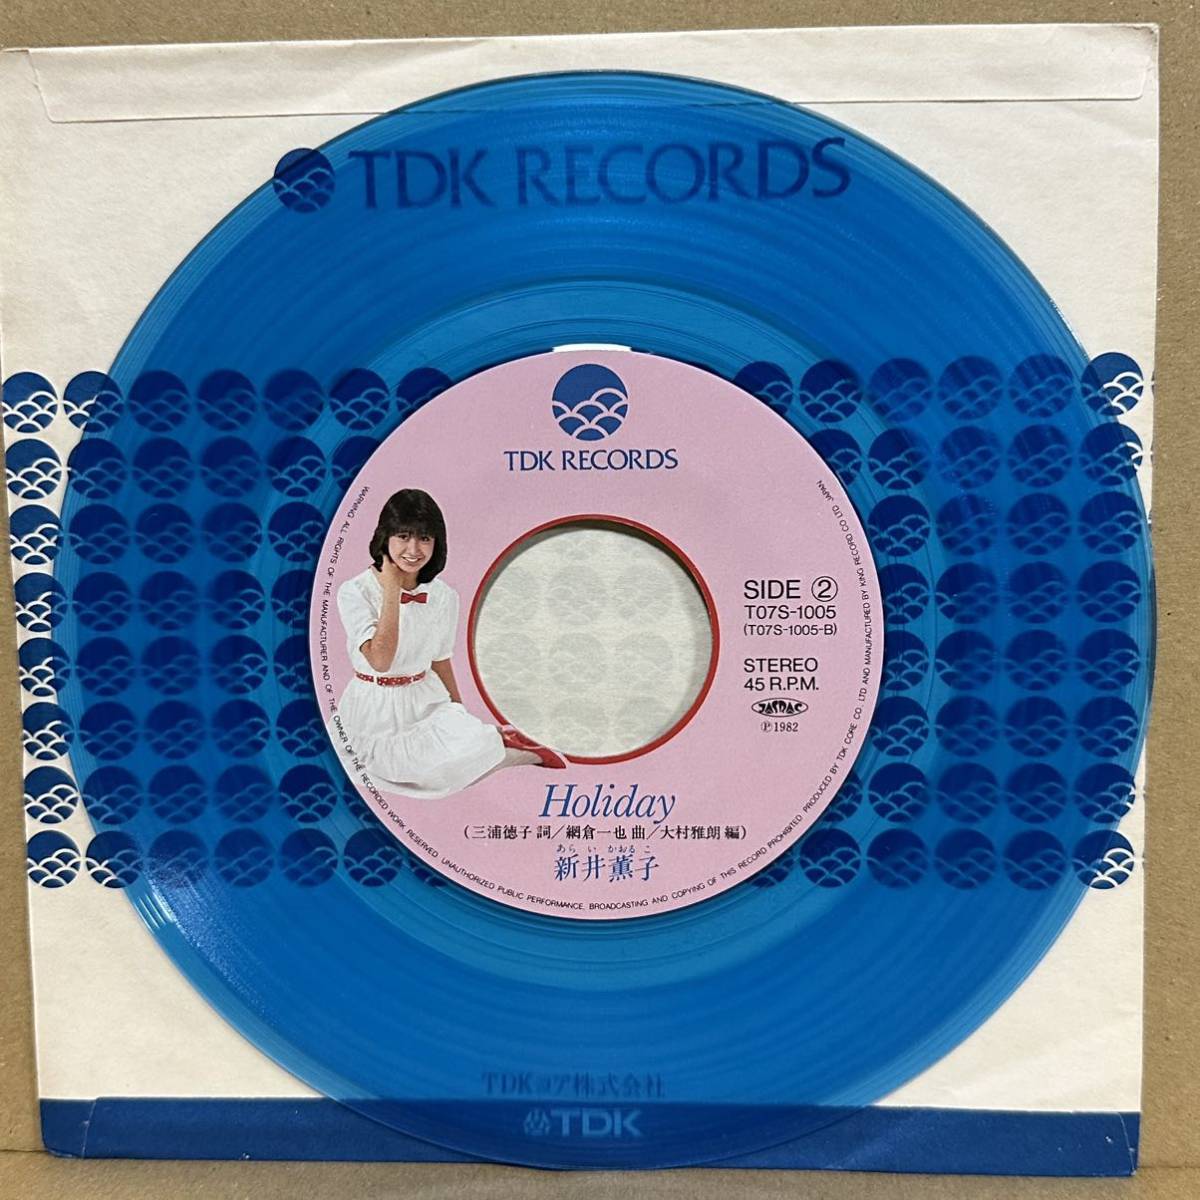 TDK RECORDS
TDK RECORDS
SIDE ②
T07S-1005
(T07S-1005-B)
STEREO
45 R.P.M.
JASRAC
Ⓟ1982
Holiday
(三浦徳子 詞/網倉一也 曲/大村雅朗 編)
あらいかおるこ
新井薫子
WARNING ALL RIGHTS OF THE MANUFACTURER AND OF THE OWNER OF THE RECORDED WORK RESERVED. UNAUTHORIZED PUBLIC PERFORMANCE, BROADCASTING AND COPYING OF THIS RECORD PROHIBITED PRODUCED BY TDK CORE CO., LTD AND MANUFACTURED BY KING RECORD CO LTD. JAPAN
TDKコア株式会社
TDK